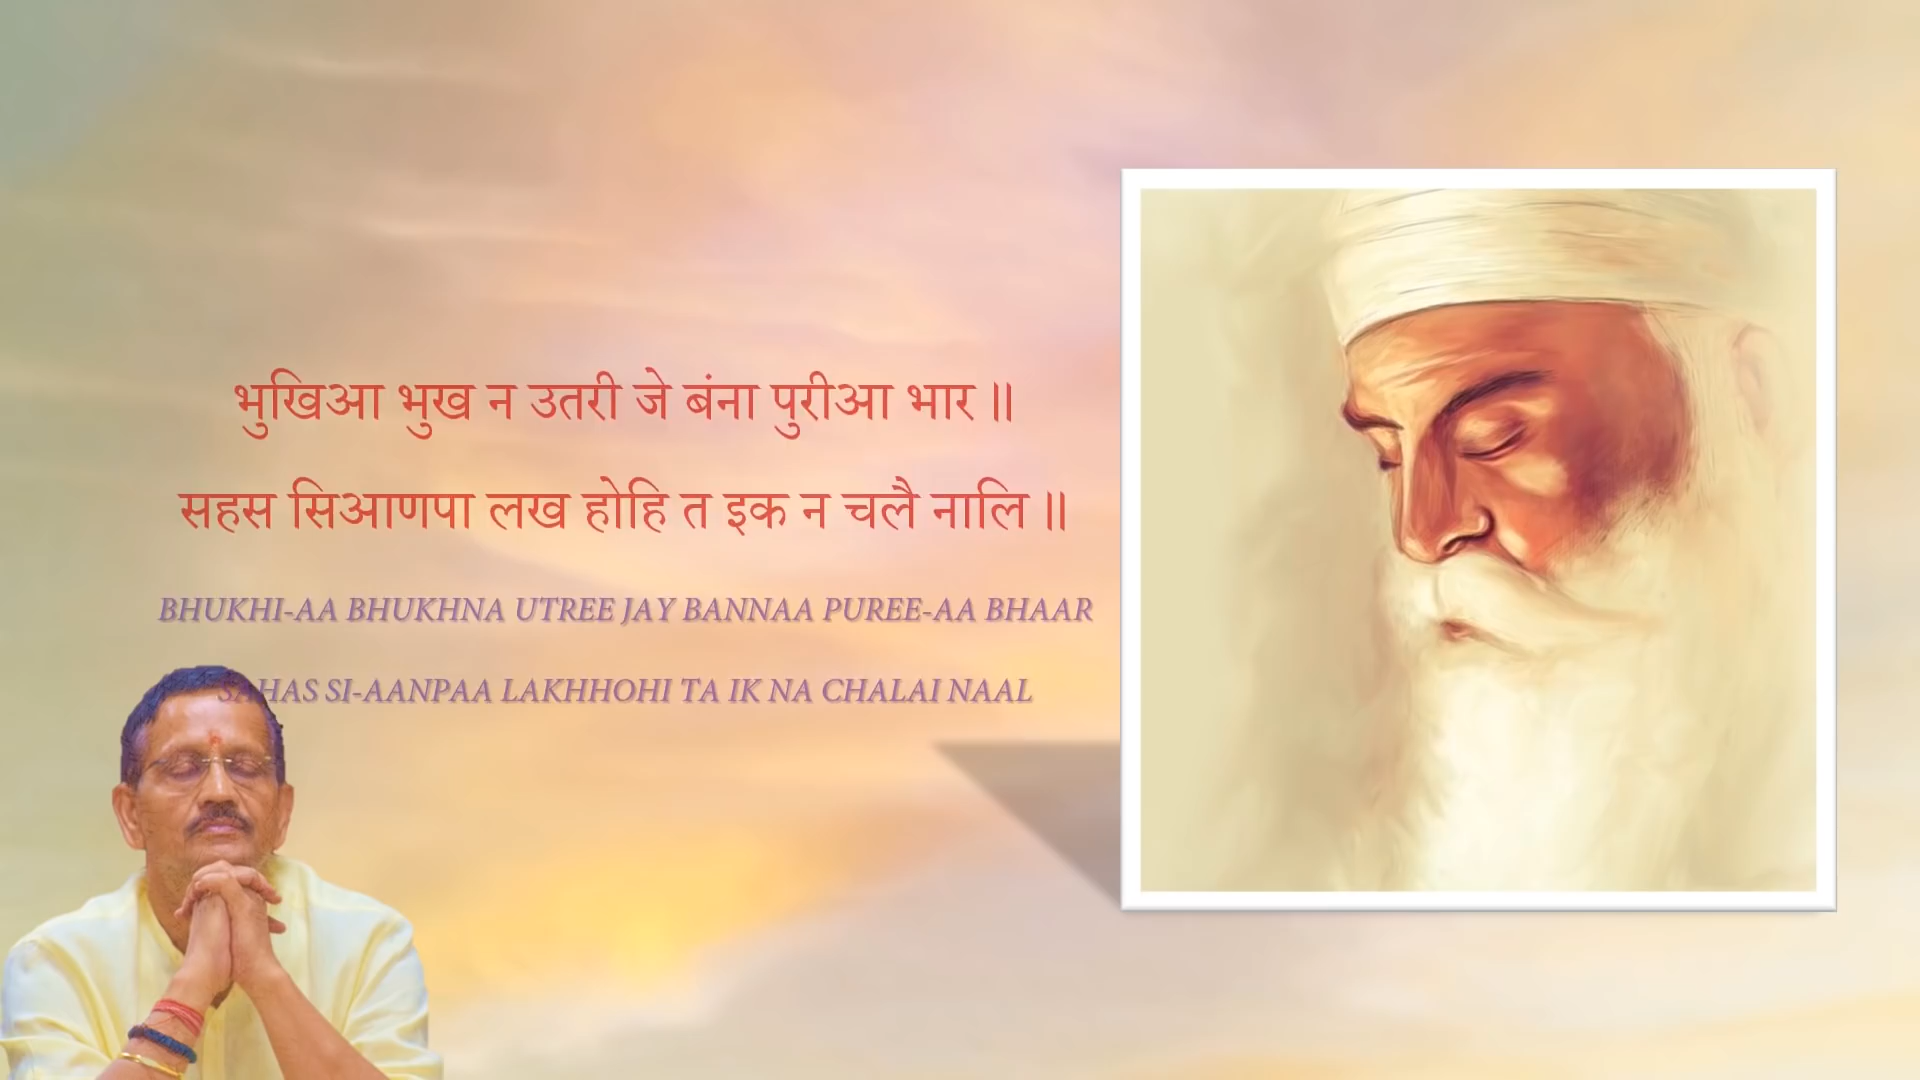 भुखिआ भुख न उतरी जे बंना पुरीआ भार ॥
सहस सिआणपा लख होहि त इक न चलै नालि ॥
BHUKHI-AA BHUKHNA UTREE JAY BANNAA PUREE-AA BHAAR
SAHAS SI-AANPAA LAKHHOHI TA IK NA CHALAI NAAL